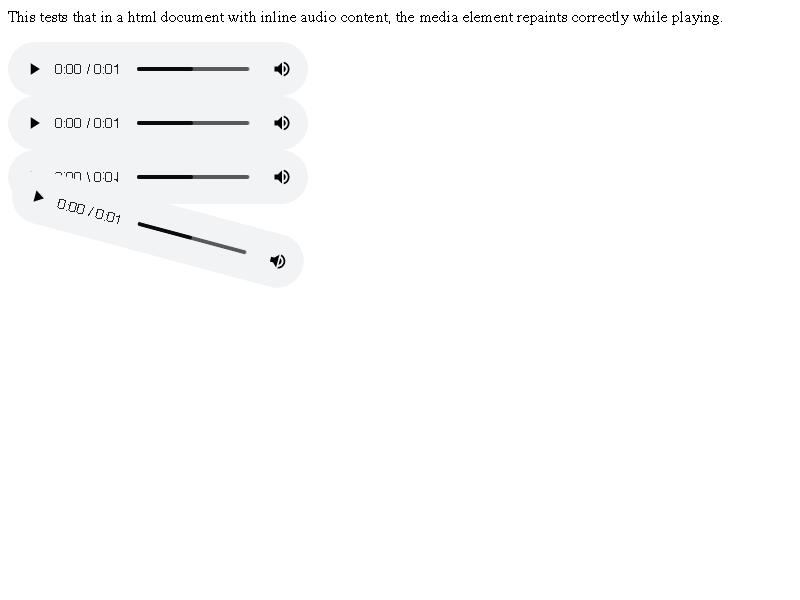 This tests that in a html document with inline audio content, the media element repaints correctly while playing.
0:00 / 0:01
0:00 / 0:01
0:00 / 0:01